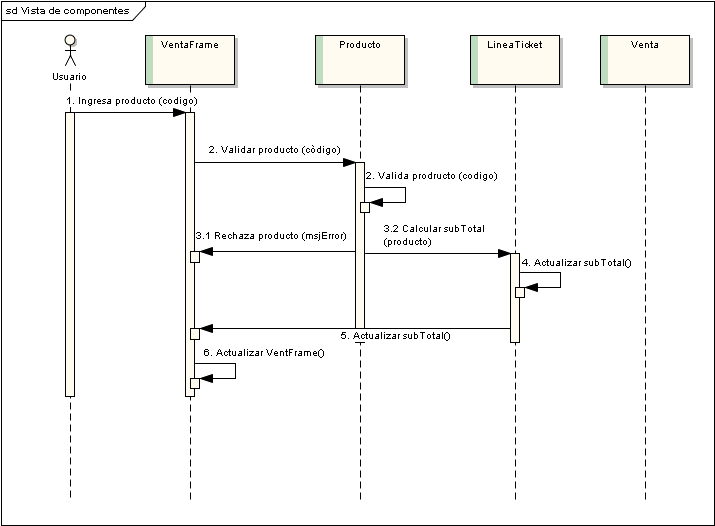 sd Vista de componentes
VentaFrame
Producto
LineaTicket
Venta
Usuario
1. Ingresa producto (codigo)
2. Validar producto (còdigo)
2. Valida prodructo (codigo)
3.1 Rechaza producto (msjError)
3.2 Calcular subTotal
(producto)
4. Actualizar subTotal()
5. Actualizar subTotal()
6. Actualizar VentFrame()